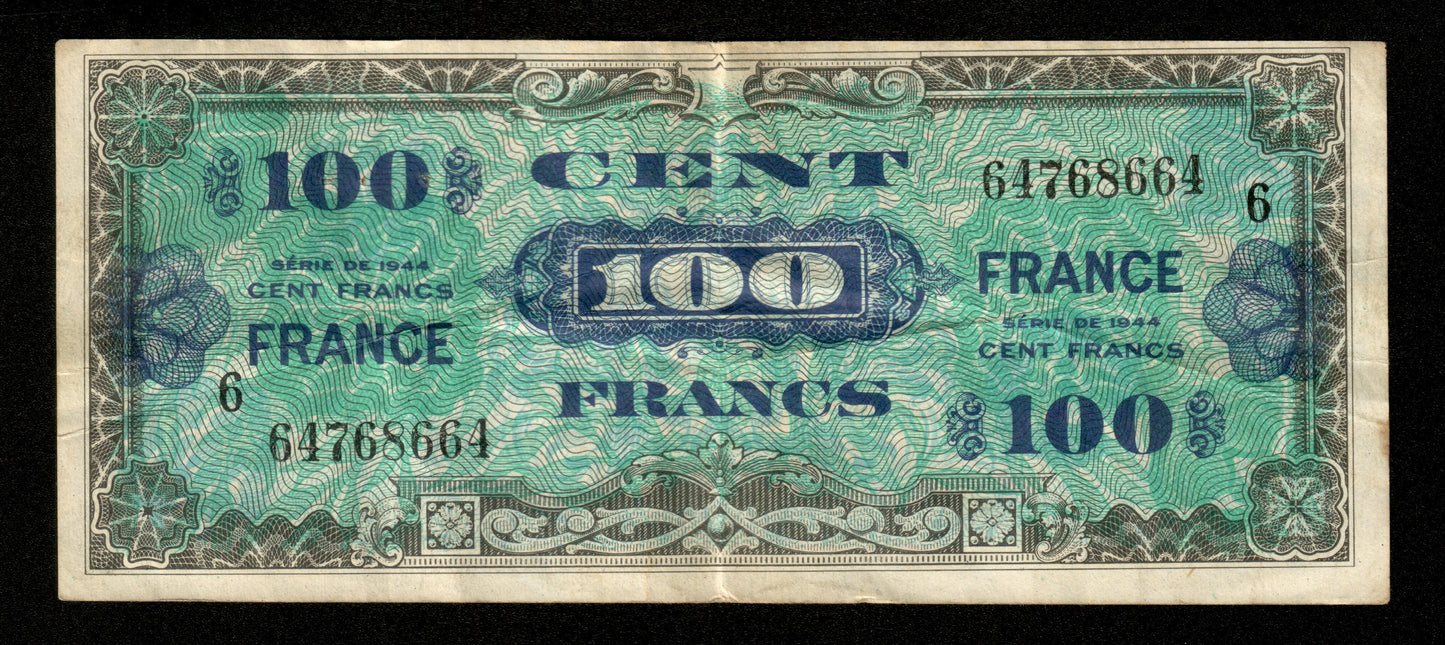 100
CENT
64768664
6
SÉRIE DE 1944
CENT FRANCS
FRANCE
100
FRANCE
SÉRIE DE 1944
CENT FRANCS
6
64768664
FRANCS
100